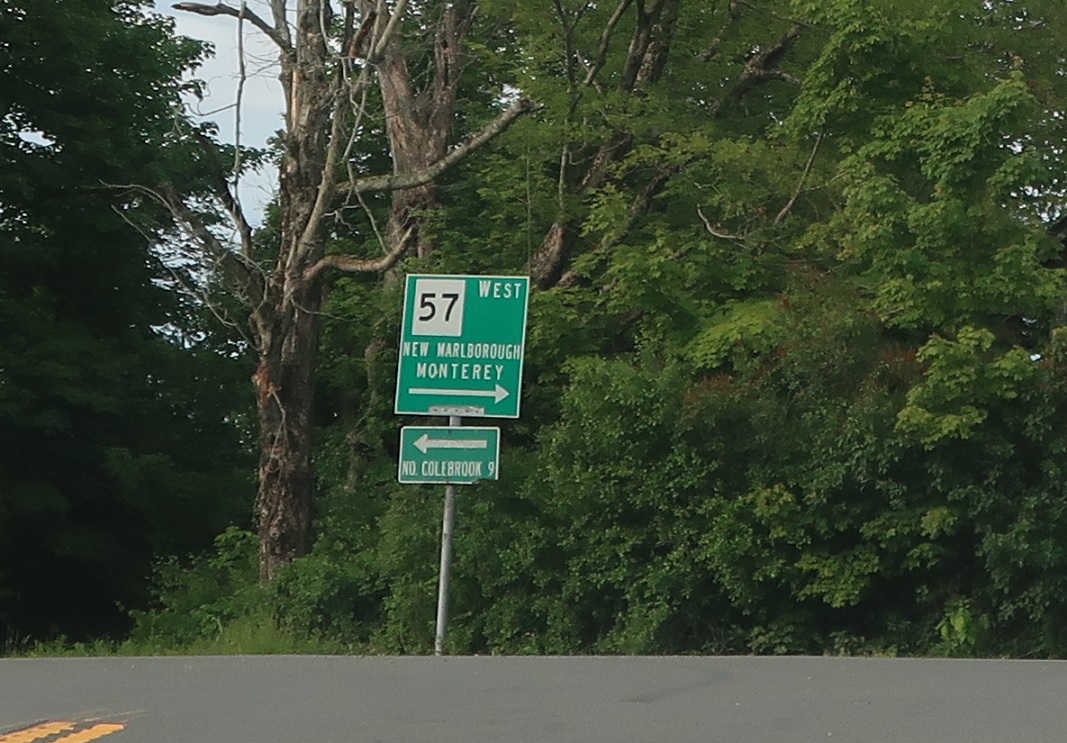 57 WEST
NEW MARLBOROUGH
MONTEREY
NO. COLEBROOK 9